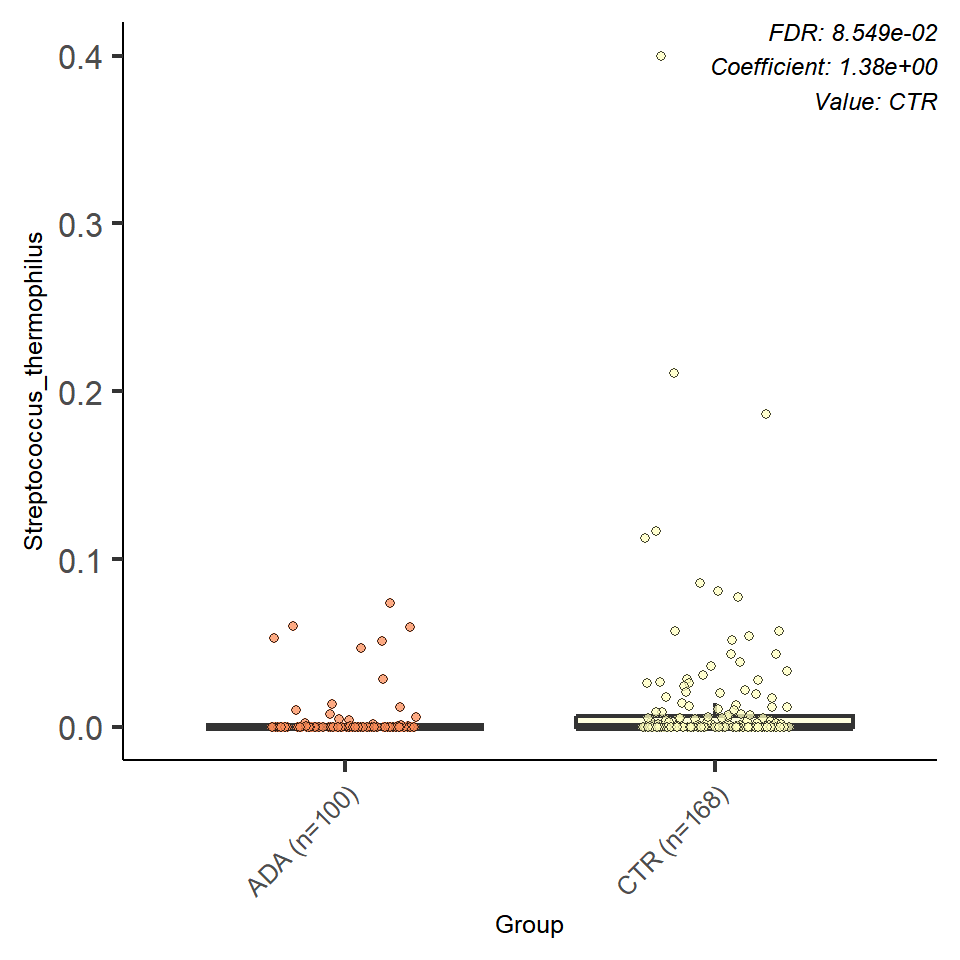 FDR: 8.549e-02
Coefficient: 1.38e+00
Value: CTR
0.4
0.3
0.2
0.1
0.0
Streptococcus_thermophilus
ADA (n=100)
CTR (n=168)
Group